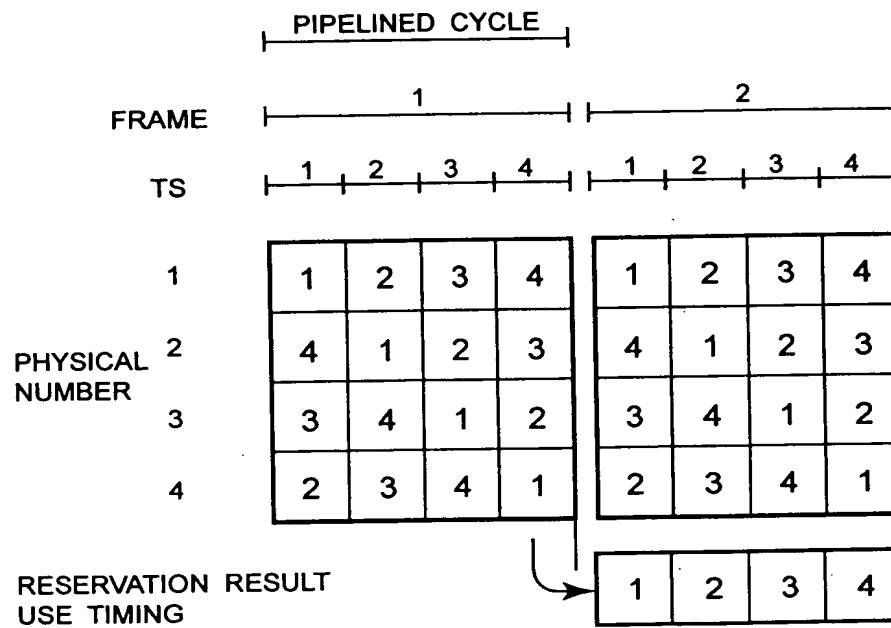 PIPELINED CYCLE
FRAME 1 2
TS 1 2 3 4 1 2 3 4
1 1 2 3 4 1 2 3 4
2 4 1 2 3 4 1 2 3
PHYSICAL
NUMBER
3 3 4 1 2 3 4 1 2
4 2 3 4 1 2 3 4 1
RESERVATION RESULT
USE TIMING
1 2 3 4